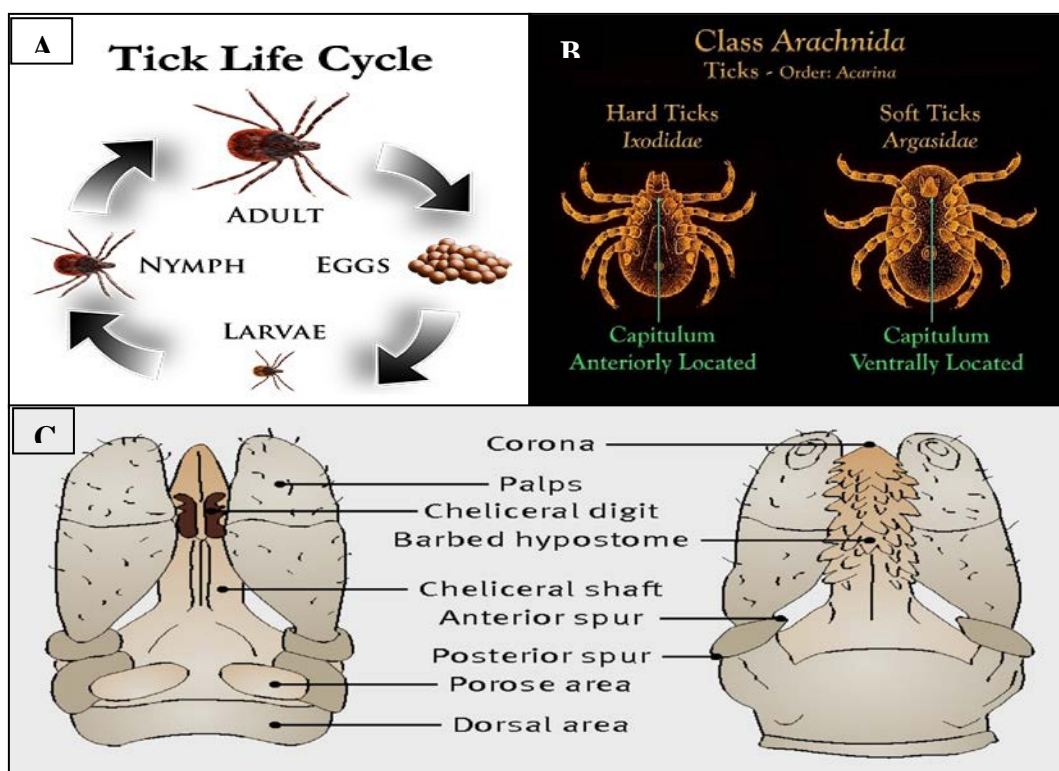 A
Tick Life Cycle
ADULT
NYMPH
EGGS
LARVAE
B
Class Arachnida
Ticks - Order: Acarina
Hard Ticks
Ixodidae
Soft Ticks
Argasidae
Capitulum
Anteriorly Located
Capitulum
Ventrally Located
C
Corona
Palps
Cheliceral digit
Barbed hypostome
Cheliceral shaft
Anterior spur
Posterior spur
Porose area
Dorsal area